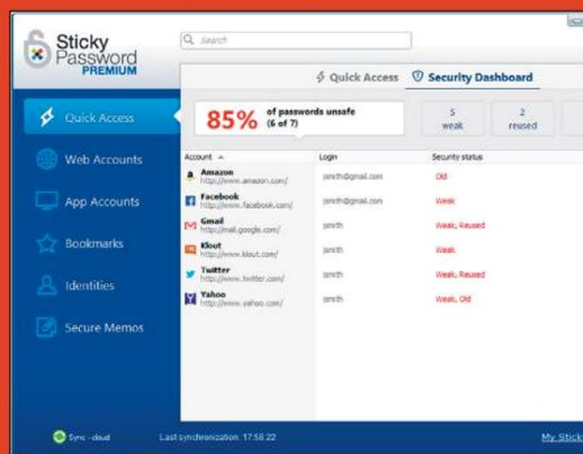 Sticky
Password
PREMIUM
Search
Quick Access Security Dashboard
85% of passwords unsafe
(6 of 7)
5
weak
2
reused
Quick Access
Web Accounts
App Accounts
Bookmarks
Identities
Secure Memos
Account Login Security status
Amazon
http://www.amazon.com/ jsmith@gmail.com Old
Facebook
http://www.facebook.com/ jsmith@gmail.com Weak
Gmail
http://mail.google.com/ jsmith Weak, Reused
Klout
http://www.klout.com/ jsmith Weak
Twitter
http://www.twitter.com/ jsmith Weak, Reused
Yahoo
http://www.yahoo.com/ jsmith Weak, Old
Sync - cloud Last synchronization: 17:56:22 My Stick